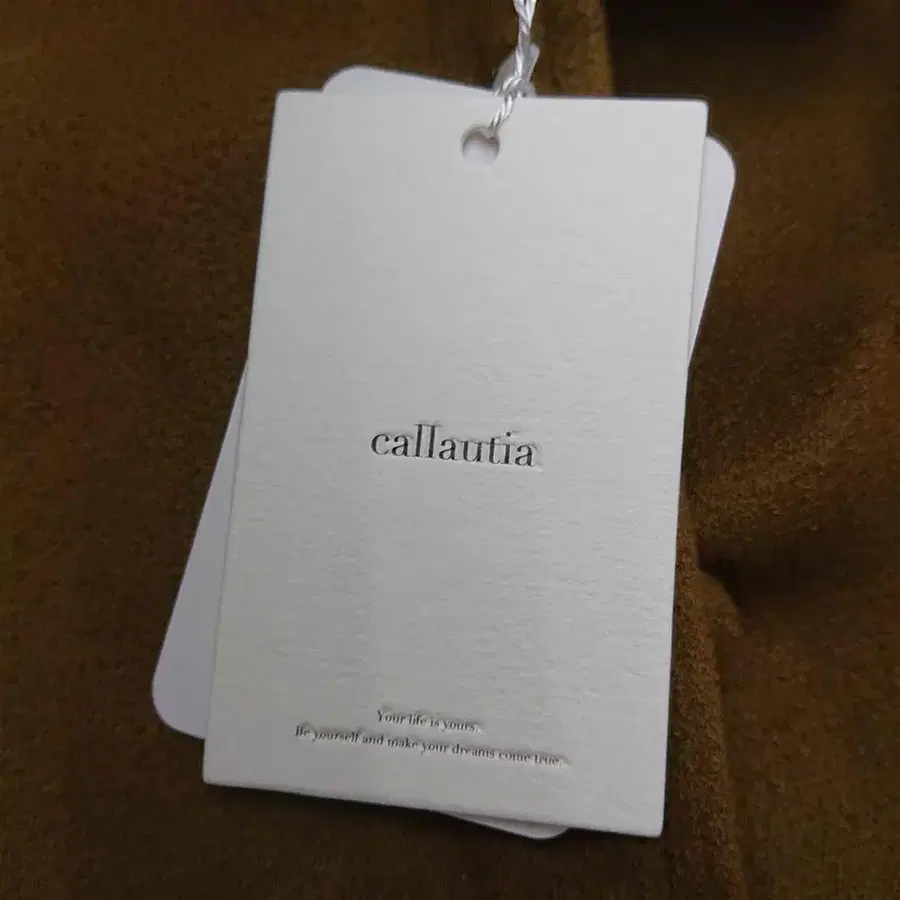 callautia
Your life is yours.
Be yourself and make your dreams come true.